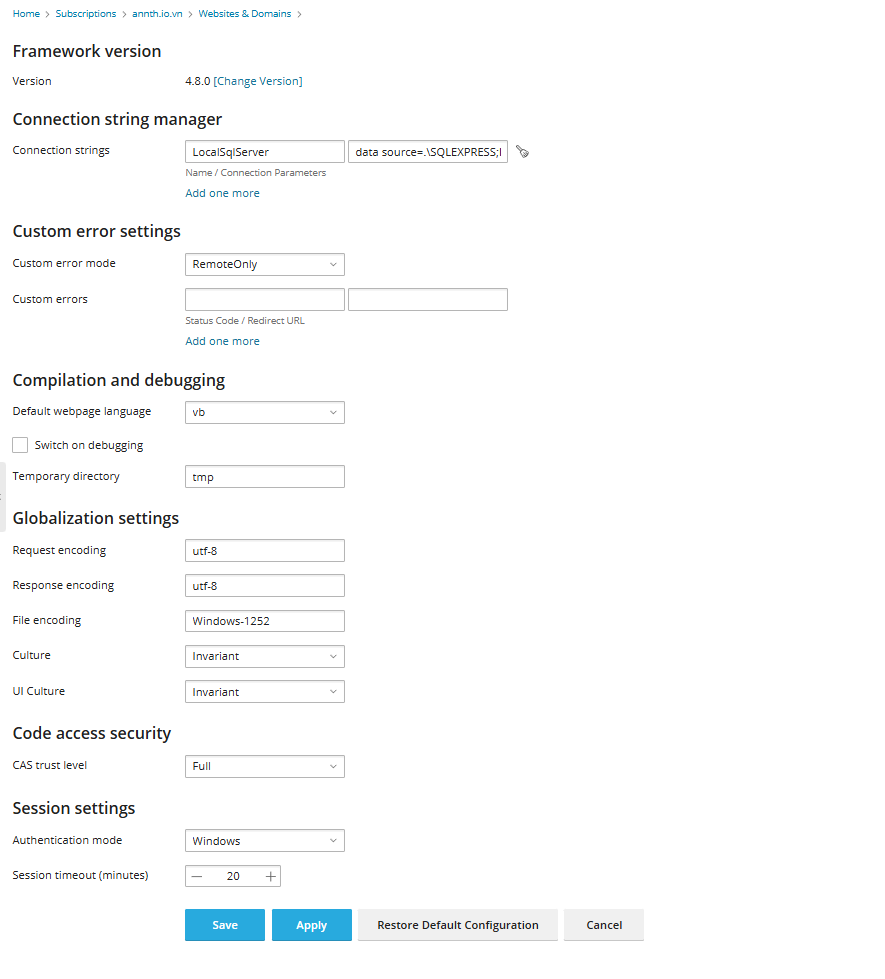 Home > Subscriptions > annth.io.vn > Websites & Domains >
Framework version
Version 4.8.0 [Change Version]
Connection string manager
Connection strings LocalSqlServer data source=.\SQLEXPRESS;I
Name / Connection Parameters
Add one more
Custom error settings
Custom error mode RemoteOnly
Custom errors
Status Code / Redirect URL
Add one more
Compilation and debugging
Default webpage language vb
Switch on debugging
Temporary directory tmp
Globalization settings
Request encoding utf-8
Response encoding utf-8
File encoding Windows-1252
Culture Invariant
UI Culture Invariant
Code access security
CAS trust level Full
Session settings
Authentication mode Windows
Session timeout (minutes) — 20 +
Save Apply Restore Default Configuration Cancel